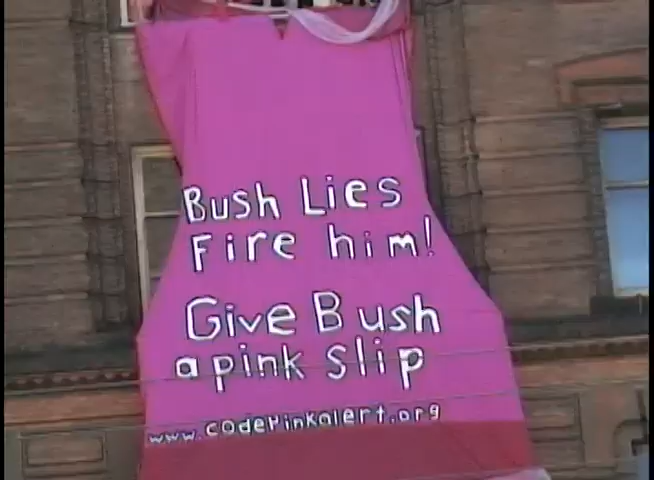 Bush Lies
Fire him!
Give Bush
a pink slip
www.codepinkalert.org